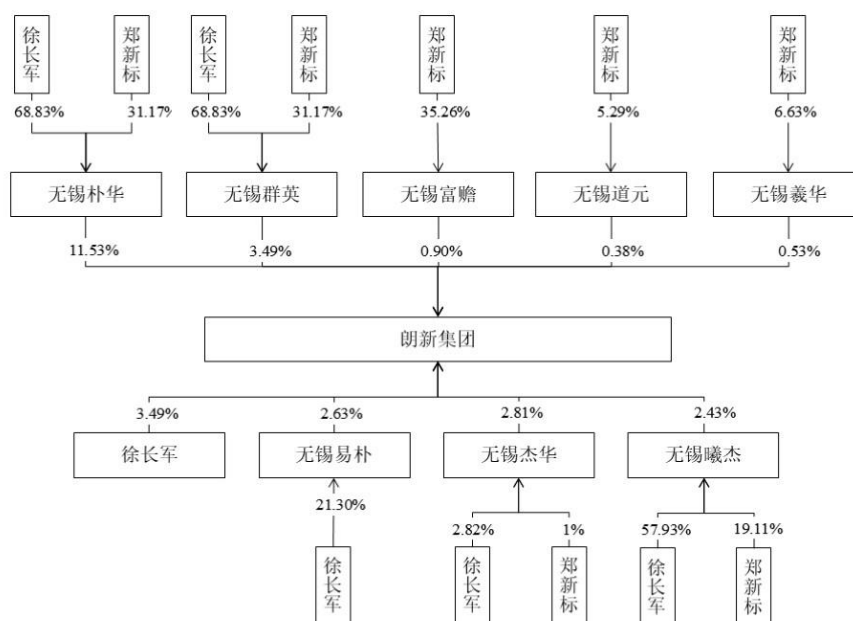 徐长军
郑新标
徐长军
郑新标
郑新标
郑新标
郑新标
68.83%
31.17%
68.83%
31.17%
35.26%
5.29%
6.63%
无锡朴华
无锡群英
无锡富赡
无锡道元
无锡羲华
11.53%
3.49%
0.90%
0.38%
0.53%
朗新集团
3.49%
2.63%
2.81%
2.43%
徐长军
无锡易朴
无锡杰华
无锡曦杰
21.30%
2.82%
1%
57.93%
19.11%
徐长军
徐长军
郑新标
徐长军
郑新标